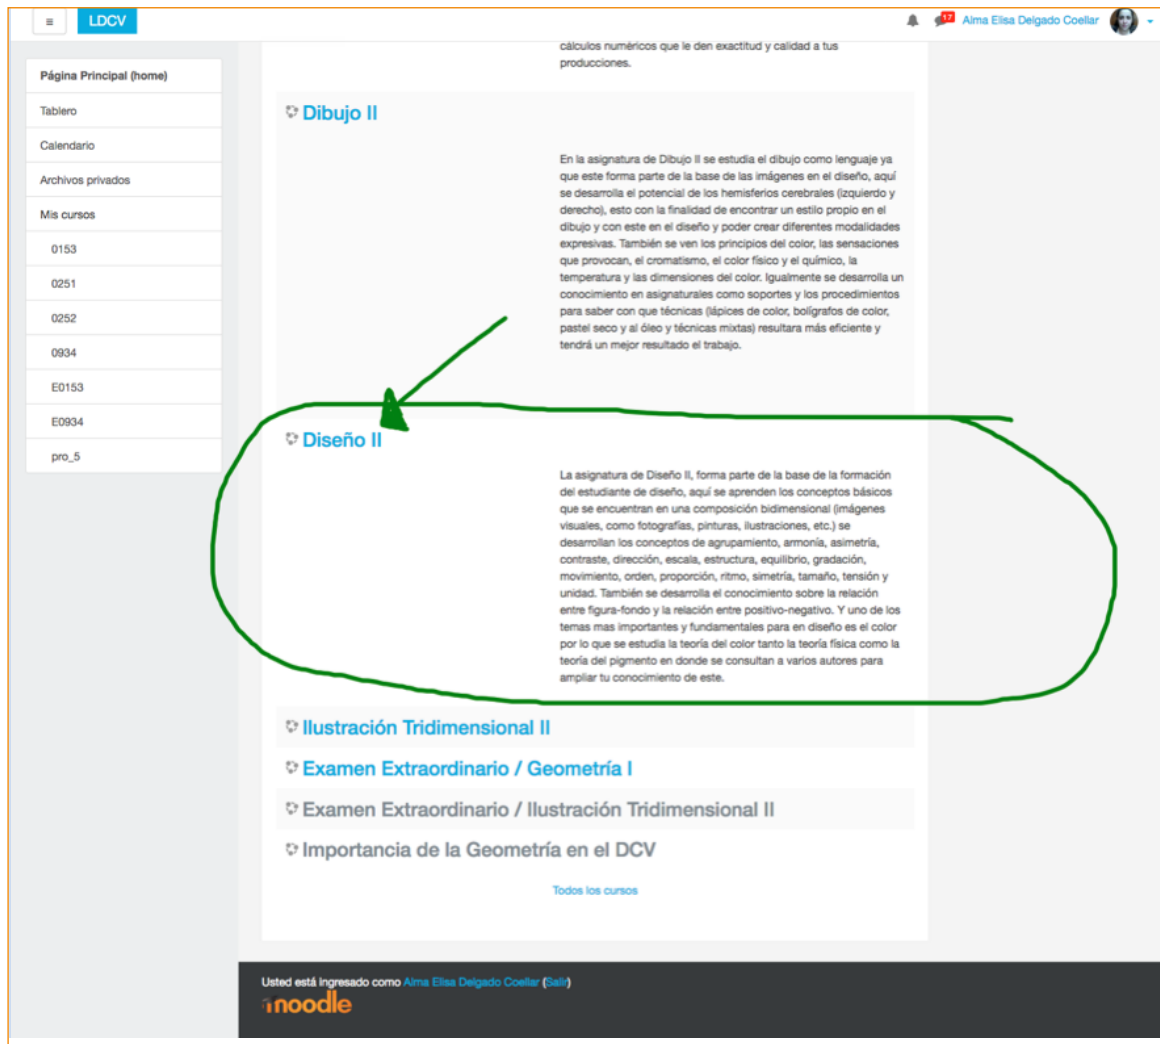 LDCV
17
Alma Elisa Delgado Coellar
Página Principal (home)
Tablero
Calendario
Archivos privados
Mis cursos
0153
0251
0252
0934
E0153
E0934
pro_5
cálculos numéricos que le den exactitud y calidad a tus
producciones.
Dibujo II
En la asignatura de Dibujo II se estudia el dibujo como lenguaje ya
que este forma parte de la base de las imágenes en el diseño, aquí
se desarrolla el potencial de los hemisferios cerebrales (izquierdo y
derecho), esto con la finalidad de encontrar un estilo propio en el
dibujo y con este en el diseño y poder crear diferentes modalidades
expresivas. También se ven los principios del color, las sensaciones
que provocan, el cromatismo, el color físico y el químico, la
temperatura y las dimensiones del color. Igualmente se desarrolla un
conocimiento en asignaturales como soportes y los procedimientos
para saber con que técnicas (lápices de color, bolígrafos de color,
pastel seco y al óleo y técnicas mixtas) resultara más eficiente y
tendrá un mejor resultado el trabajo.
Diseño II
La asignatura de Diseño II, forma parte de la base de la formación
del estudiante de diseño, aquí se aprenden los conceptos básicos
que se encuentran en una composición bidimensional (imágenes
visuales, como fotografías, pinturas, ilustraciones, etc.) se
desarrollan los conceptos de agrupamiento, armonía, asimetría,
contraste, dirección, escala, estructura, equilibrio, gradación,
movimiento, orden, proporción, ritmo, simetría, tamaño, tensión y
unidad. También se desarrolla el conocimiento sobre la relación
entre figura-fondo y la relación entre positivo-negativo. Y uno de los
temas mas importantes y fundamentales para en diseño es el color
por lo que se estudia la teoría del color tanto la teoría física como la
teoría del pigmento en donde se consultan a varios autores para
ampliar tu conocimiento de este.
Ilustración Tridimensional II
Examen Extraordinario / Geometría I
Examen Extraordinario / Ilustración Tridimensional II
Importancia de la Geometría en el DCV
Todos los cursos
Usted está ingresado como Alma Elisa Delgado Coellar (Salir)
moodle